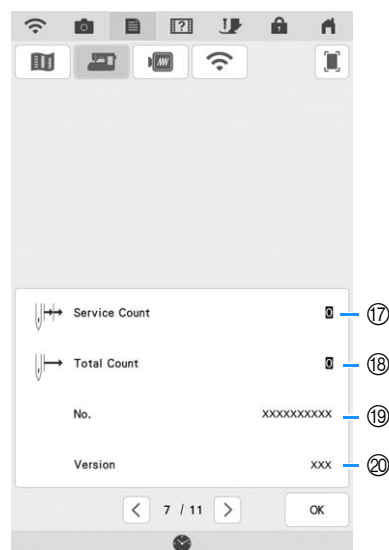 Service Count 0 ⑰
Total Count 0 ⑱
No. XXXXXXXXXX ⑲
Version XXX ⑳
7 / 11 OK